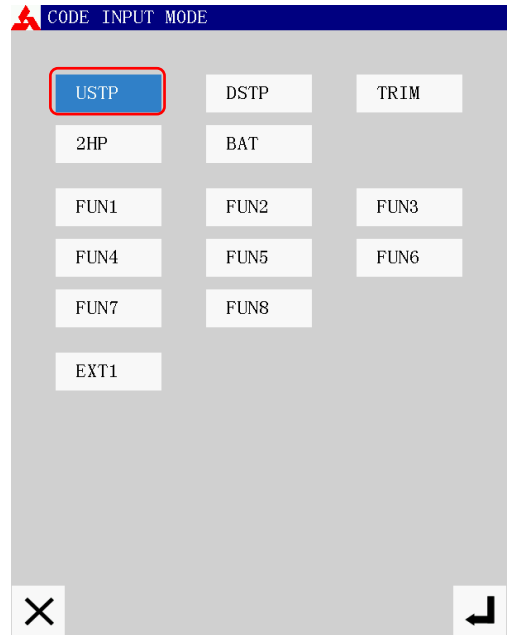 CODE INPUT MODE
USTP DSTP TRIM
2HP BAT
FUN1 FUN2 FUN3
FUN4 FUN5 FUN6
FUN7 FUN8
EXT1